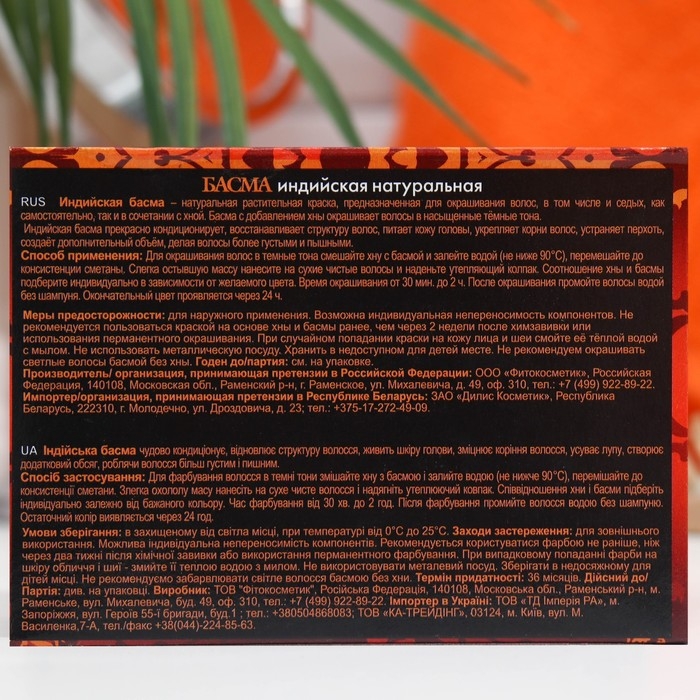 БАСМА индийская натуральная
RUS Индийская басма – натуральная растительная краска, предназначенная для окрашивания волос, в том числе и седых, как
самостоятельно, так и в сочетании с хной. Басма с добавлением хны окрашивает волосы в насыщенные тёмные тона.
Индийская басма прекрасно кондиционирует, восстанавливает структуру волос, питает кожу головы, укрепляет корни волос, устраняет перхоть,
создаёт дополнительный объём, делая волосы более густыми и пышными.
Способ применения: Для окрашивания волос в темные тона смешайте хну с басмой и залейте водой (не ниже 90°С), перемешайте до
консистенции сметаны. Слегка остывшую массу нанесите на сухие чистые волосы и наденьте утепляющий колпак. Соотношение хны и басмы
подберите индивидуально в зависимости от желаемого цвета. Время окрашивания от 30 мин. до 2 ч. После окрашивания промойте волосы водой
без шампуня. Окончательный цвет проявляется через 24 ч.
Меры предосторожности: для наружного применения. Возможна индивидуальная непереносимость компонентов. Не
рекомендуется пользоваться краской на основе хны и басмы ранее, чем через 2 недели после химзавивки или
использования перманентного окрашивания. При случайном попадании краски на кожу лица и шеи смойте её тёплой водой
с мылом. Не использовать металлическую посуду. Хранить в недоступном для детей месте. Не рекомендуем окрашивать
светлые волосы басмой без хны. Годен до/партия: см. на упаковке.
Производитель/ организация, принимающая претензии в Российской Федерации: ООО «Фитокосметик», Российская
Федерация, 140108, Московская обл., Раменский р-н, г. Раменское, ул. Михалевича, д. 49, оф. 310, тел.: +7 (499) 922-89-22.
Импортер/организация, принимающая претензии в Республике Беларусь: ЗАО «Дилис Косметик», Республика
Беларусь, 222310, г. Молодечно, ул. Дроздовича, д. 23; тел.: +375-17-272-49-09.
UA Індійська басма чудово кондиціонує, відновлює структуру волосся, живить шкіру голови, зміцнює коріння волосся, усуває лупу, створює
додатковий обсяг, роблячи волосся більш густим и пишним.
Спосіб застосування: Для фарбування волосся в темні тони змішайте хну з басмою і залийте водой (не нижче 90°С), перемішайте до
консистенції сметани. Злегка охололу масу нанесіть на сухе чисте волосся и надягніть утеплюючий ковпак. Співвідношення хни і басми підберіть
індивідуально залежно від бажаного кольору. Час фарбування від 30 хв. до 2 год. Після фарбування промийте волосся водою без шампуню.
Остаточний колір виявляється через 24 год.
Умови зберігання: в захищеному від світла місці, при температурі від 0°С до 25°С. Заходи застереження: для зовнішнього
використання. Можлива індивідуальна непереносимість компонентів. Рекомендується користуватися фарбою не раніше, ніж
через два тижні після хімічної завивки або використання перманентного фарбування. При випадковому попаданні фарби на
шкіру обличчя і шиї - змийте її теплою водой з милом. Не використовувати металевий посуд. Зберігати в недосяжному для
дітей місці. Не рекомендуємо забарвлювати світле волосся басмою без хни. Термін придатності: 36 місяців. Дійсний до/
Партія: див. на упаковці. Виробник: ТОВ "Фітокосметік", Російська Федерація, 140108, Московська обл., Раменський р-н, м.
Раменське, вул. Михалевича, буд. 49, оф. 310, тел.: +7 (499) 922-89-22. Імпортер в Україні: ТОВ «ТД Імперія РА», м.
Запоріжжя, вул. Героїв 55-ї бригади, буд.1 ; тел.: +380504868083; ТОВ «КА-ТРЕЙДІНГ», 03124, м. Київ, вул. М.
Василенка,7-А, тел./факс +38(044)-224-85-63.